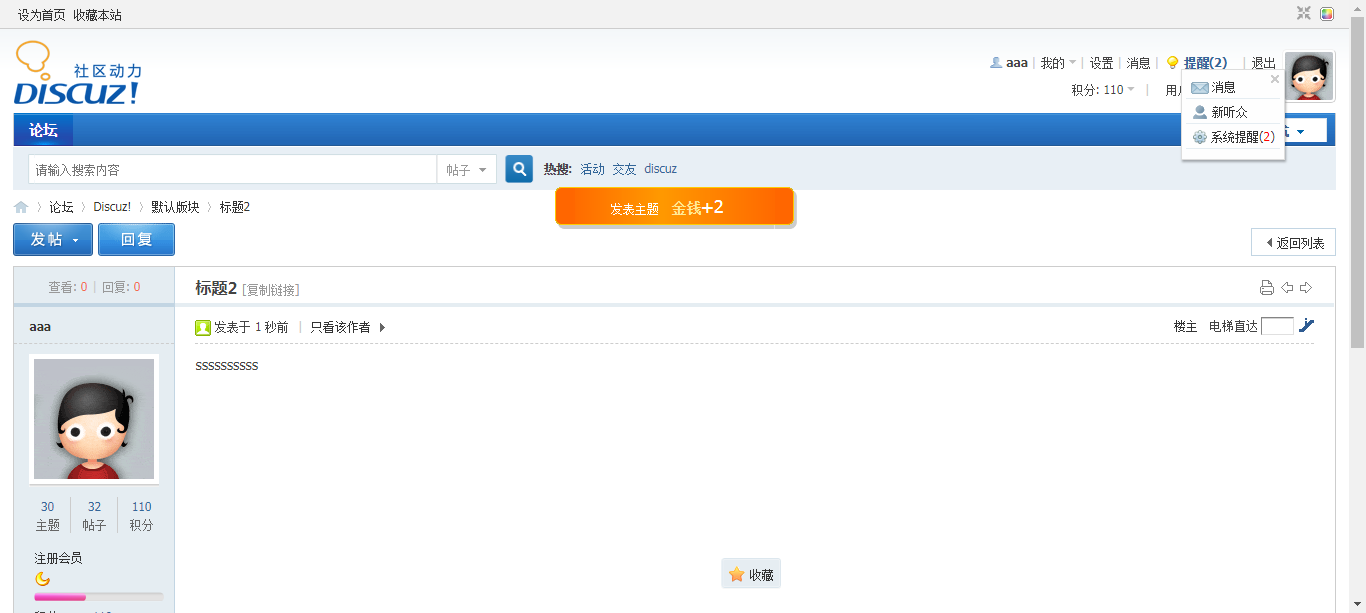 设为首页 收藏本站
社区动力
DISCUZ!
aaa 我的 设置 消息 提醒(2) 退出
积分: 110
消息
新听众
系统提醒(2)
论坛
请输入搜索内容 帖子 热搜: 活动 交友 discuz
论坛 Discuz! 默认版块 标题2
发表主题 金钱+2
发帖 回复
返回列表
查看: 0 回复: 0
标题2 [复制链接]
aaa
发表于 1 秒前 只看该作者
楼主 电梯直达
ssssssssss
30 32 110
主题 帖子 积分
注册会员
收藏